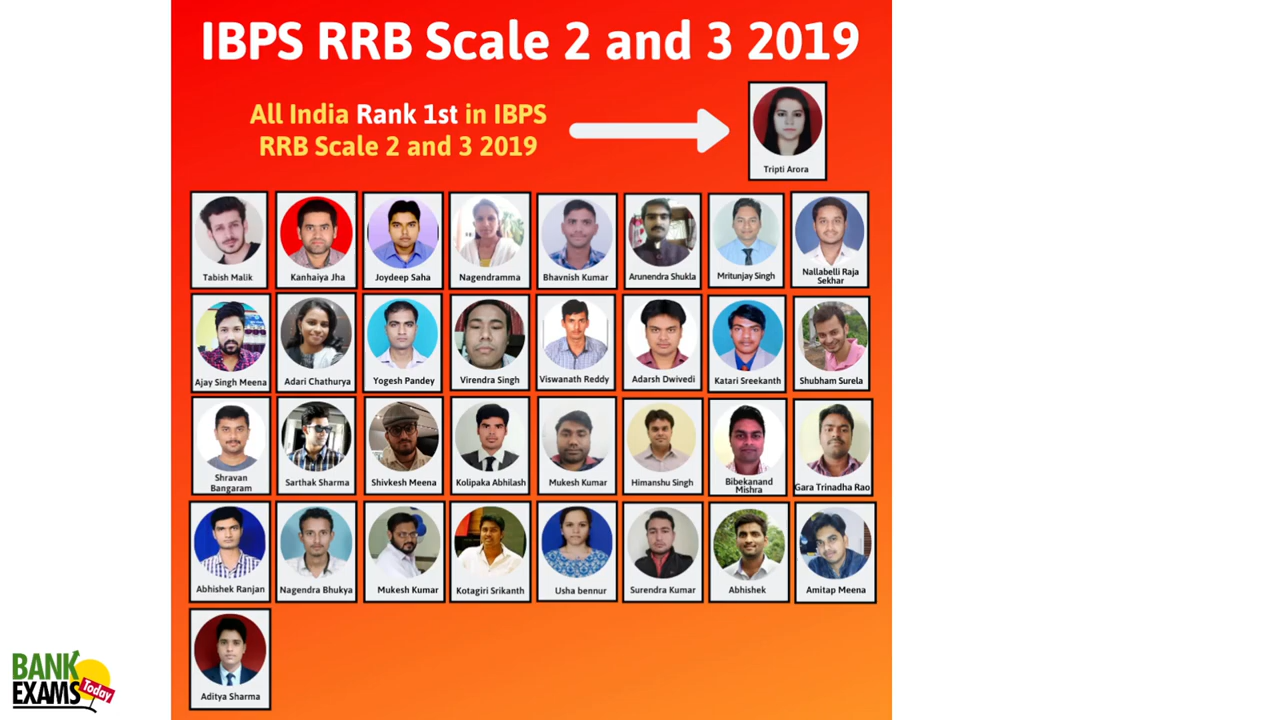 IBPS RRB Scale 2 and 3 2019
All India Rank 1st in IBPS
RRB Scale 2 and 3 2019
Tripti Arora
Tabish Malik
Kanhaiya Jha
Joydeep Saha
Nagendramma
Bhavnish Kumar
Arunendra Shukla
Mritunjay Singh
Nallabelli Raja
Sekhar
Ajay Singh Meena
Adari Chathurya
Yogesh Pandey
Virendra Singh
Viswanath Reddy
Adarsh Dwivedi
Katari Sreekanth
Shubham Surela
Shravan
Bangaram
Sarthak Sharma
Shivkesh Meena
Kolipaka Abhilash
Mukesh Kumar
Himanshu Singh
Bibekanand
Mishra
Gara Trinadha Rao
Abhishek Ranjan
Nagendra Bhukya
Mukesh Kumar
Kotagiri Srikanth
Usha bennur
Surendra Kumar
Abhishek
Amitap Meena
Aditya Sharma
BANK
EXAMS Today